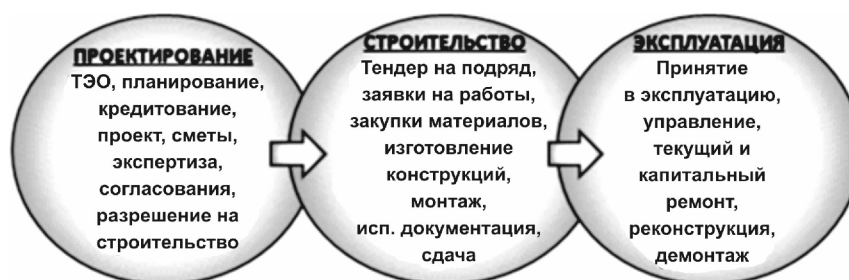 ПРОЕКТИРОВАНИЕ
ТЭО, планирование,
кредитование,
проект, сметы,
экспертиза,
согласования,
разрешение на
строительство
СТРОИТЕЛЬСТВО
Тендер на подряд,
заявки на работы,
закупки материалов,
изготовление
конструкций,
монтаж,
исп. документация,
сдача
ЭКСПЛУАТАЦИЯ
Принятие
в эксплуатацию,
управление,
текущий и
капитальный
ремонт,
реконструкция,
демонтаж